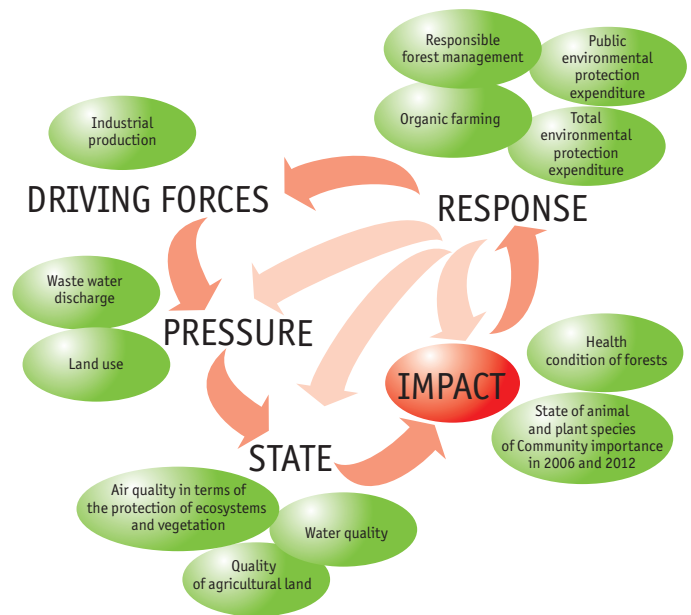 Responsible
forest management
Public
environmental
protection
expenditure
Organic farming
Total
environmental
protection
expenditure
Industrial
production
DRIVING FORCES
RESPONSE
Waste water
discharge
PRESSURE
Land use
Health
condition of forests
IMPACT
State of animal
and plant species
of Community importance
in 2006 and 2012
STATE
Air quality in terms of
the protection of ecosystems
and vegetation
Water quality
Quality
of agricultural land